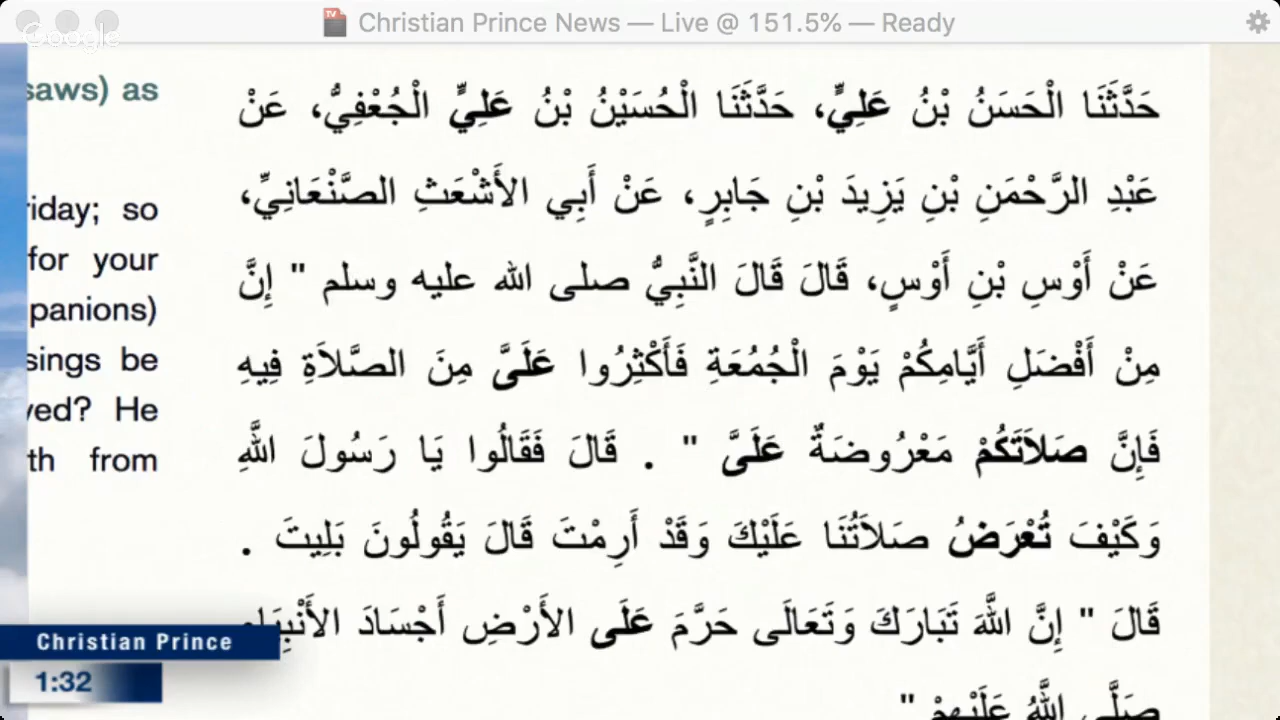 Christian Prince News — Live @ 151.5% — Ready
Google
saws) as
riday; so
for your
panions)
sings be
yed? He
th from
حَدَّثَنَا الْحَسَنُ بْنُ عَلِيٍّ، حَدَّثَنَا الْحُسَيْنُ بْنُ عَلِيٍّ الْجُعْفِيُّ، عَنْ
عَبْدِ الرَّحْمَنِ بْنِ يَزِيدَ بْنِ جَابِرٍ، عَنْ أَبِي الأَشْعَثِ الصَّنْعَانِيِّ،
عَنْ أَوْسِ بْنِ أَوْسٍ، قَالَ قَالَ النَّبِيُّ صلى الله عليه وسلم " إِنَّ
مِنْ أَفْضَلِ أَيَّامِكُمْ يَوْمَ الْجُمُعَةِ فَأَكْثِرُوا عَلَىَّ مِنَ الصَّلاَةِ فِيهِ
فَإِنَّ صَلاَتَكُمْ مَعْرُوضَةٌ عَلَىَّ " . قَالَ فَقَالُوا يَا رَسُولَ اللَّهِ
وَكَيْفَ تُعْرَضُ صَلاَتُنَا عَلَيْكَ وَقَدْ أَرِمْتَ قَالَ يَقُولُونَ بَلِيتَ .
قَالَ " إِنَّ اللَّهَ تَبَارَكَ وَتَعَالَى حَرَّمَ عَلَى الأَرْضِ أَجْسَادَ الأَنْبِيَاءِ
صَلَّى اللَّهُ عَلَيْهِمْ "
Christian Prince
1:32